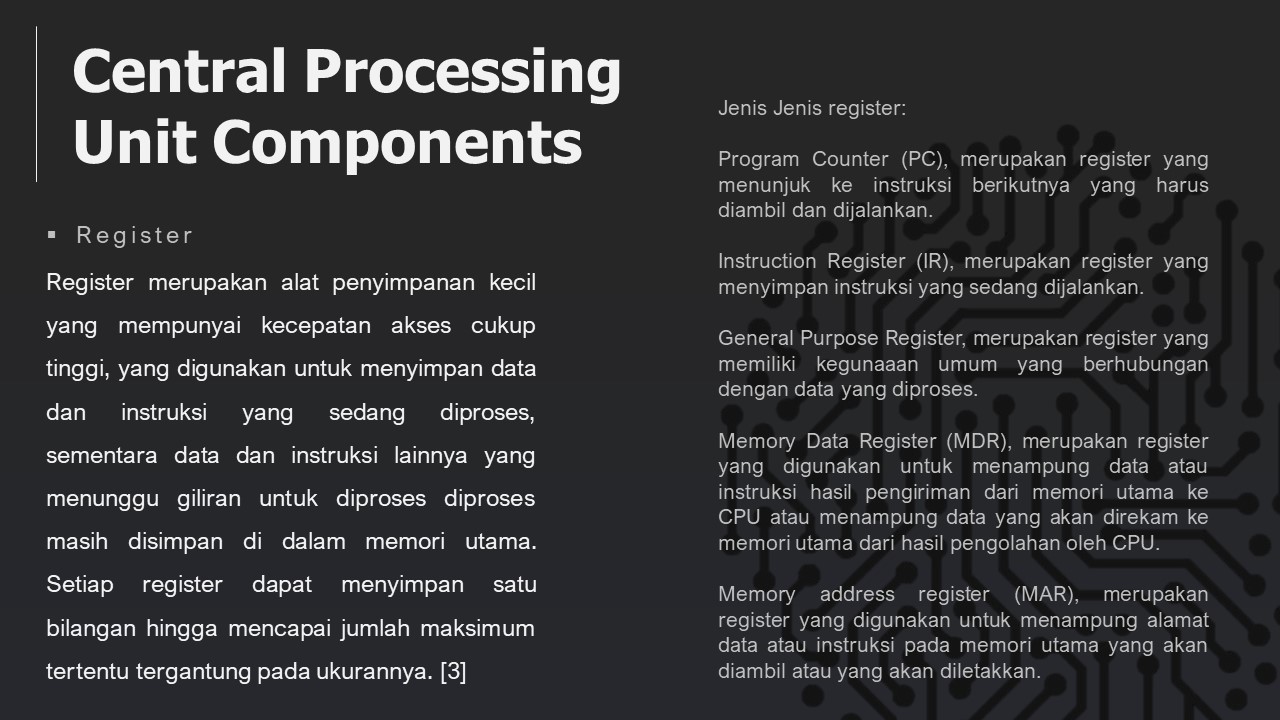 Central Processing
Unit Components
▪ Register
Register merupakan alat penyimpanan kecil
yang mempunyai kecepatan akses cukup
tinggi, yang digunakan untuk menyimpan data
dan instruksi yang sedang diproses,
sementara data dan instruksi lainnya yang
menunggu giliran untuk diproses diproses
masih disimpan di dalam memori utama.
Setiap register dapat menyimpan satu
bilangan hingga mencapai jumlah maksimum
tertentu tergantung pada ukurannya. [3]
Jenis Jenis register:
Program Counter (PC), merupakan register yang
menunjuk ke instruksi berikutnya yang harus
diambil dan dijalankan.
Instruction Register (IR), merupakan register yang
menyimpan instruksi yang sedang dijalankan.
General Purpose Register, merupakan register yang
memiliki kegunaaan umum yang berhubungan
dengan data yang diproses.
Memory Data Register (MDR), merupakan register
yang digunakan untuk menampung data atau
instruksi hasil pengiriman dari memori utama ke
CPU atau menampung data yang akan direkam ke
memori utama dari hasil pengolahan oleh CPU.
Memory address register (MAR), merupakan
register yang digunakan untuk menampung alamat
data atau instruksi pada memori utama yang akan
diambil atau yang akan diletakkan.